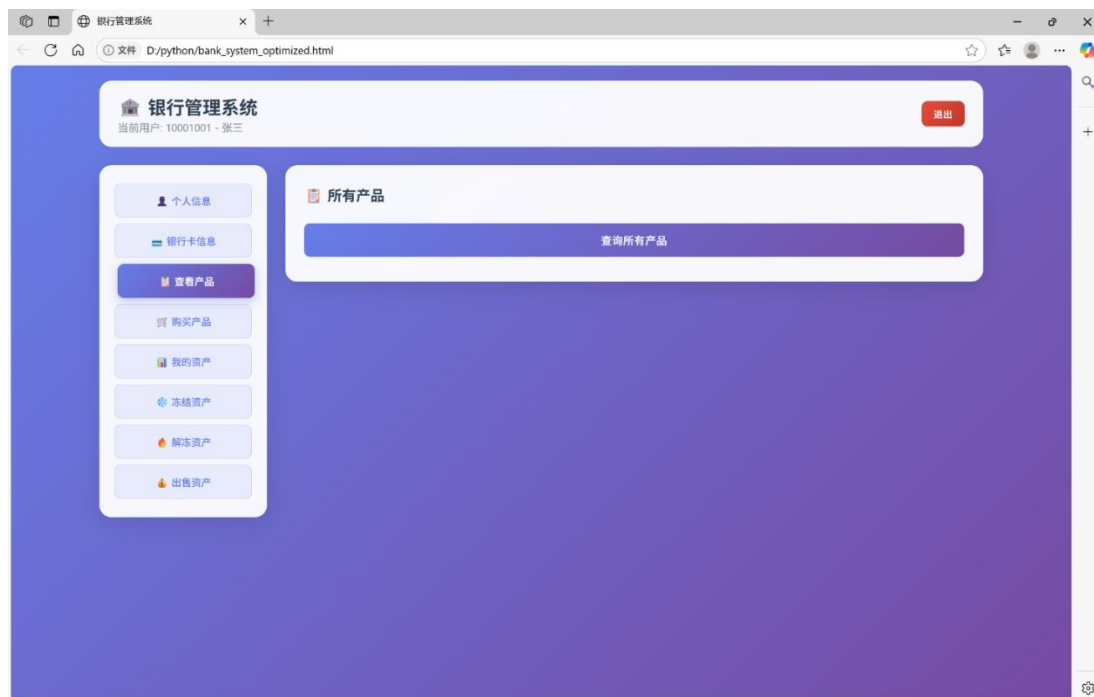 银行管理系统
文件 D:/python/bank_system_optimized.html
银行管理系统
当前用户: 10001001 - 张三
退出
个人信息
银行卡信息
查看产品
购买产品
我的资产
冻结资产
解冻资产
出售资产
所有产品
查询所有产品